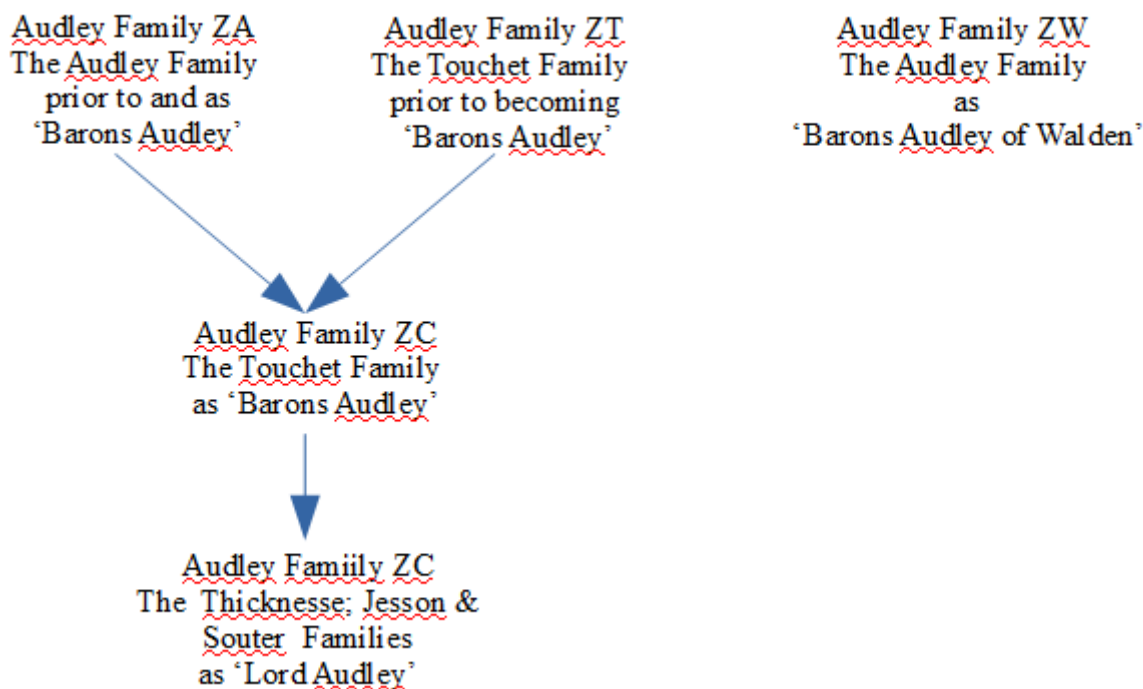 Audley Family ZA
The Audley Family
prior to and as
‘Barons Audley’
Audley Family ZT
The Touchet Family
prior to becoming
‘Barons Audley’
Audley Family ZW
The Audley Family
as
‘Barons Audley of Walden’
Audley Family ZC
The Touchet Family
as ‘Barons Audley’
Audley Famiily ZC
The Thicknesse; Jesson &
Souter Families
as ‘Lord Audley’